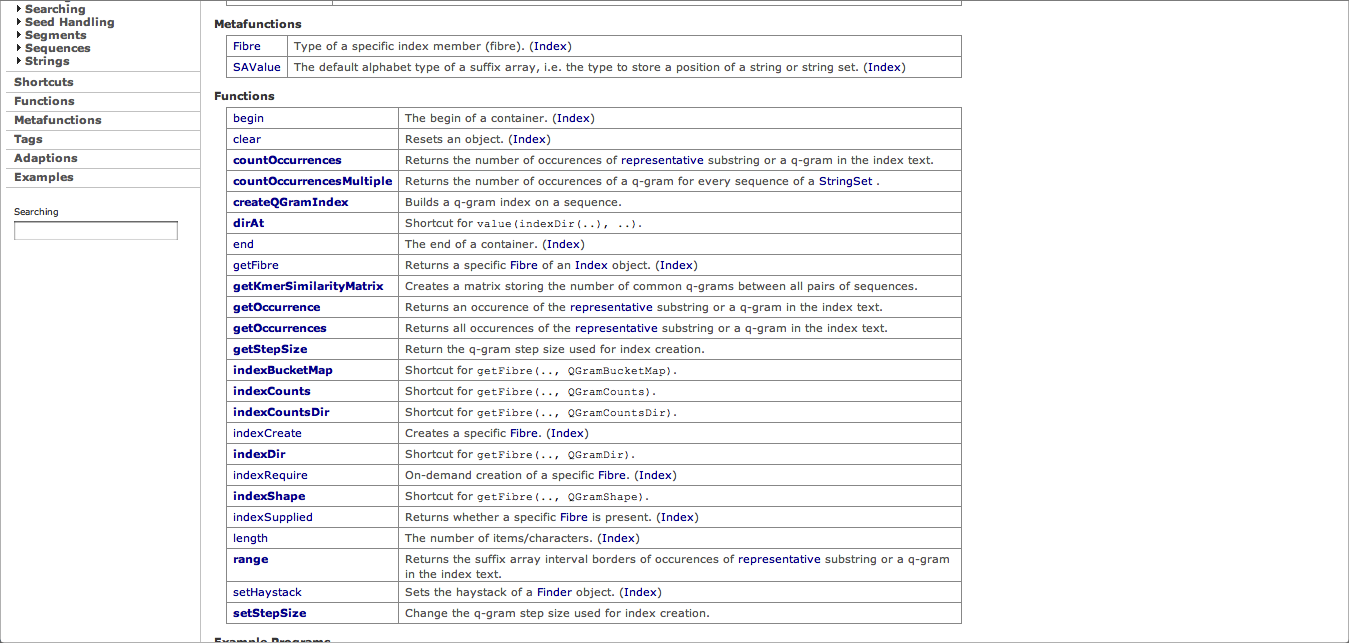 Searching
Seed Handling
Segments
Sequences
Strings
Shortcuts
Functions
Metafunctions
Tags
Adaptions
Examples
Searching
Metafunctions
Fibre Type of a specific index member (fibre). (Index)
SAValue The default alphabet type of a suffix array, i.e. the type to store a position of a string or string set. (Index)
Functions
begin The begin of a container. (Index)
clear Resets an object. (Index)
countOccurrences Returns the number of occurences of representative substring or a q-gram in the index text.
countOccurrencesMultiple Returns the number of occurences of a q-gram for every sequence of a StringSet .
createQGramIndex Builds a q-gram index on a sequence.
dirAt Shortcut for value(indexDir(..), ..).
end The end of a container. (Index)
getFibre Returns a specific Fibre of an Index object. (Index)
getKmerSimilarityMatrix Creates a matrix storing the number of common q-grams between all pairs of sequences.
getOccurrence Returns an occurence of the representative substring or a q-gram in the index text.
getOccurrences Returns all occurences of the representative substring or a q-gram in the index text.
getStepSize Return the q-gram step size used for index creation.
indexBucketMap Shortcut for getFibre(.., QGramBucketMap).
indexCounts Shortcut for getFibre(.., QGramCounts).
indexCountsDir Shortcut for getFibre(.., QGramCountsDir).
indexCreate Creates a specific Fibre. (Index)
indexDir Shortcut for getFibre(.., QGramDir).
indexRequire On-demand creation of a specific Fibre. (Index)
indexShape Shortcut for getFibre(.., QGramShape).
indexSupplied Returns whether a specific Fibre is present. (Index)
length The number of items/characters. (Index)
range Returns the suffix array interval borders of occurences of representative substring or a q-gram
in the index text.
setHaystack Sets the haystack of a Finder object. (Index)
setStepSize Change the q-gram step size used for index creation.
Example Programs